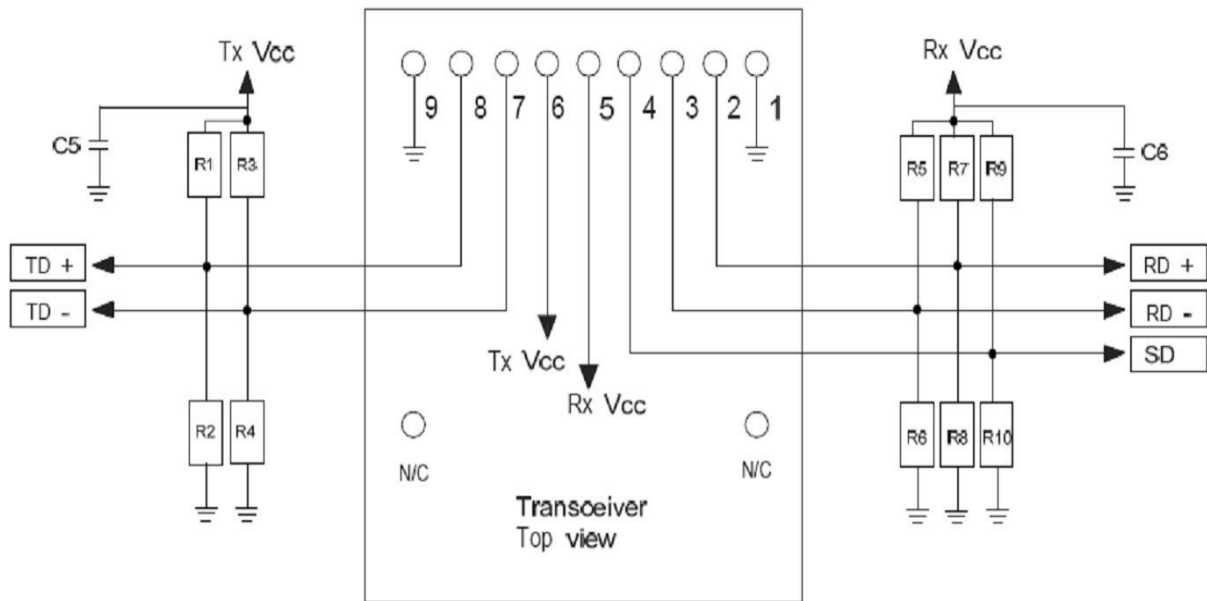 Tx Vcc
Rx Vcc
9 8 7 6 5 4 3 2 1
C5
R1 R3
R5 R7 R9
C6
TD +
RD +
TD -
RD -
Tx Vcc
SD
Rx Vcc
R2 R4
R6 R8 R10
N/C
N/C
Transceiver
Top view